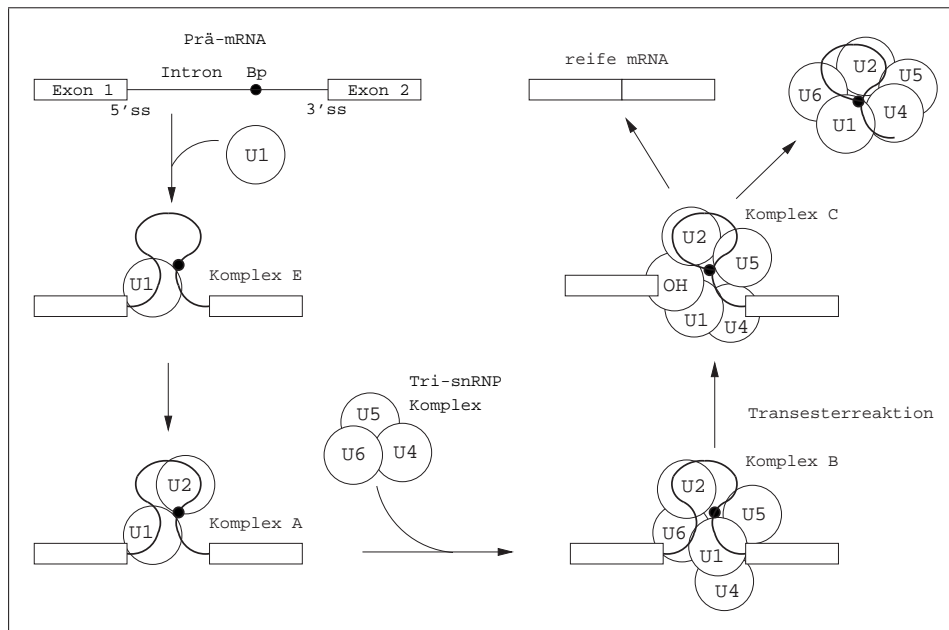 Prä-mRNA
Exon 1
Intron
Bp
Exon 2
5'ss
3'ss
U1
U1
Komplex E
U2
U1
Komplex A
Tri-snRNP
Komplex
U5
U6
U4
reife mRNA
U2
U5
U6
U1
U4
Komplex C
U2
U5
OH
U1
U4
Transesterreaktion
Komplex B
U2
U5
U6
U1
U4